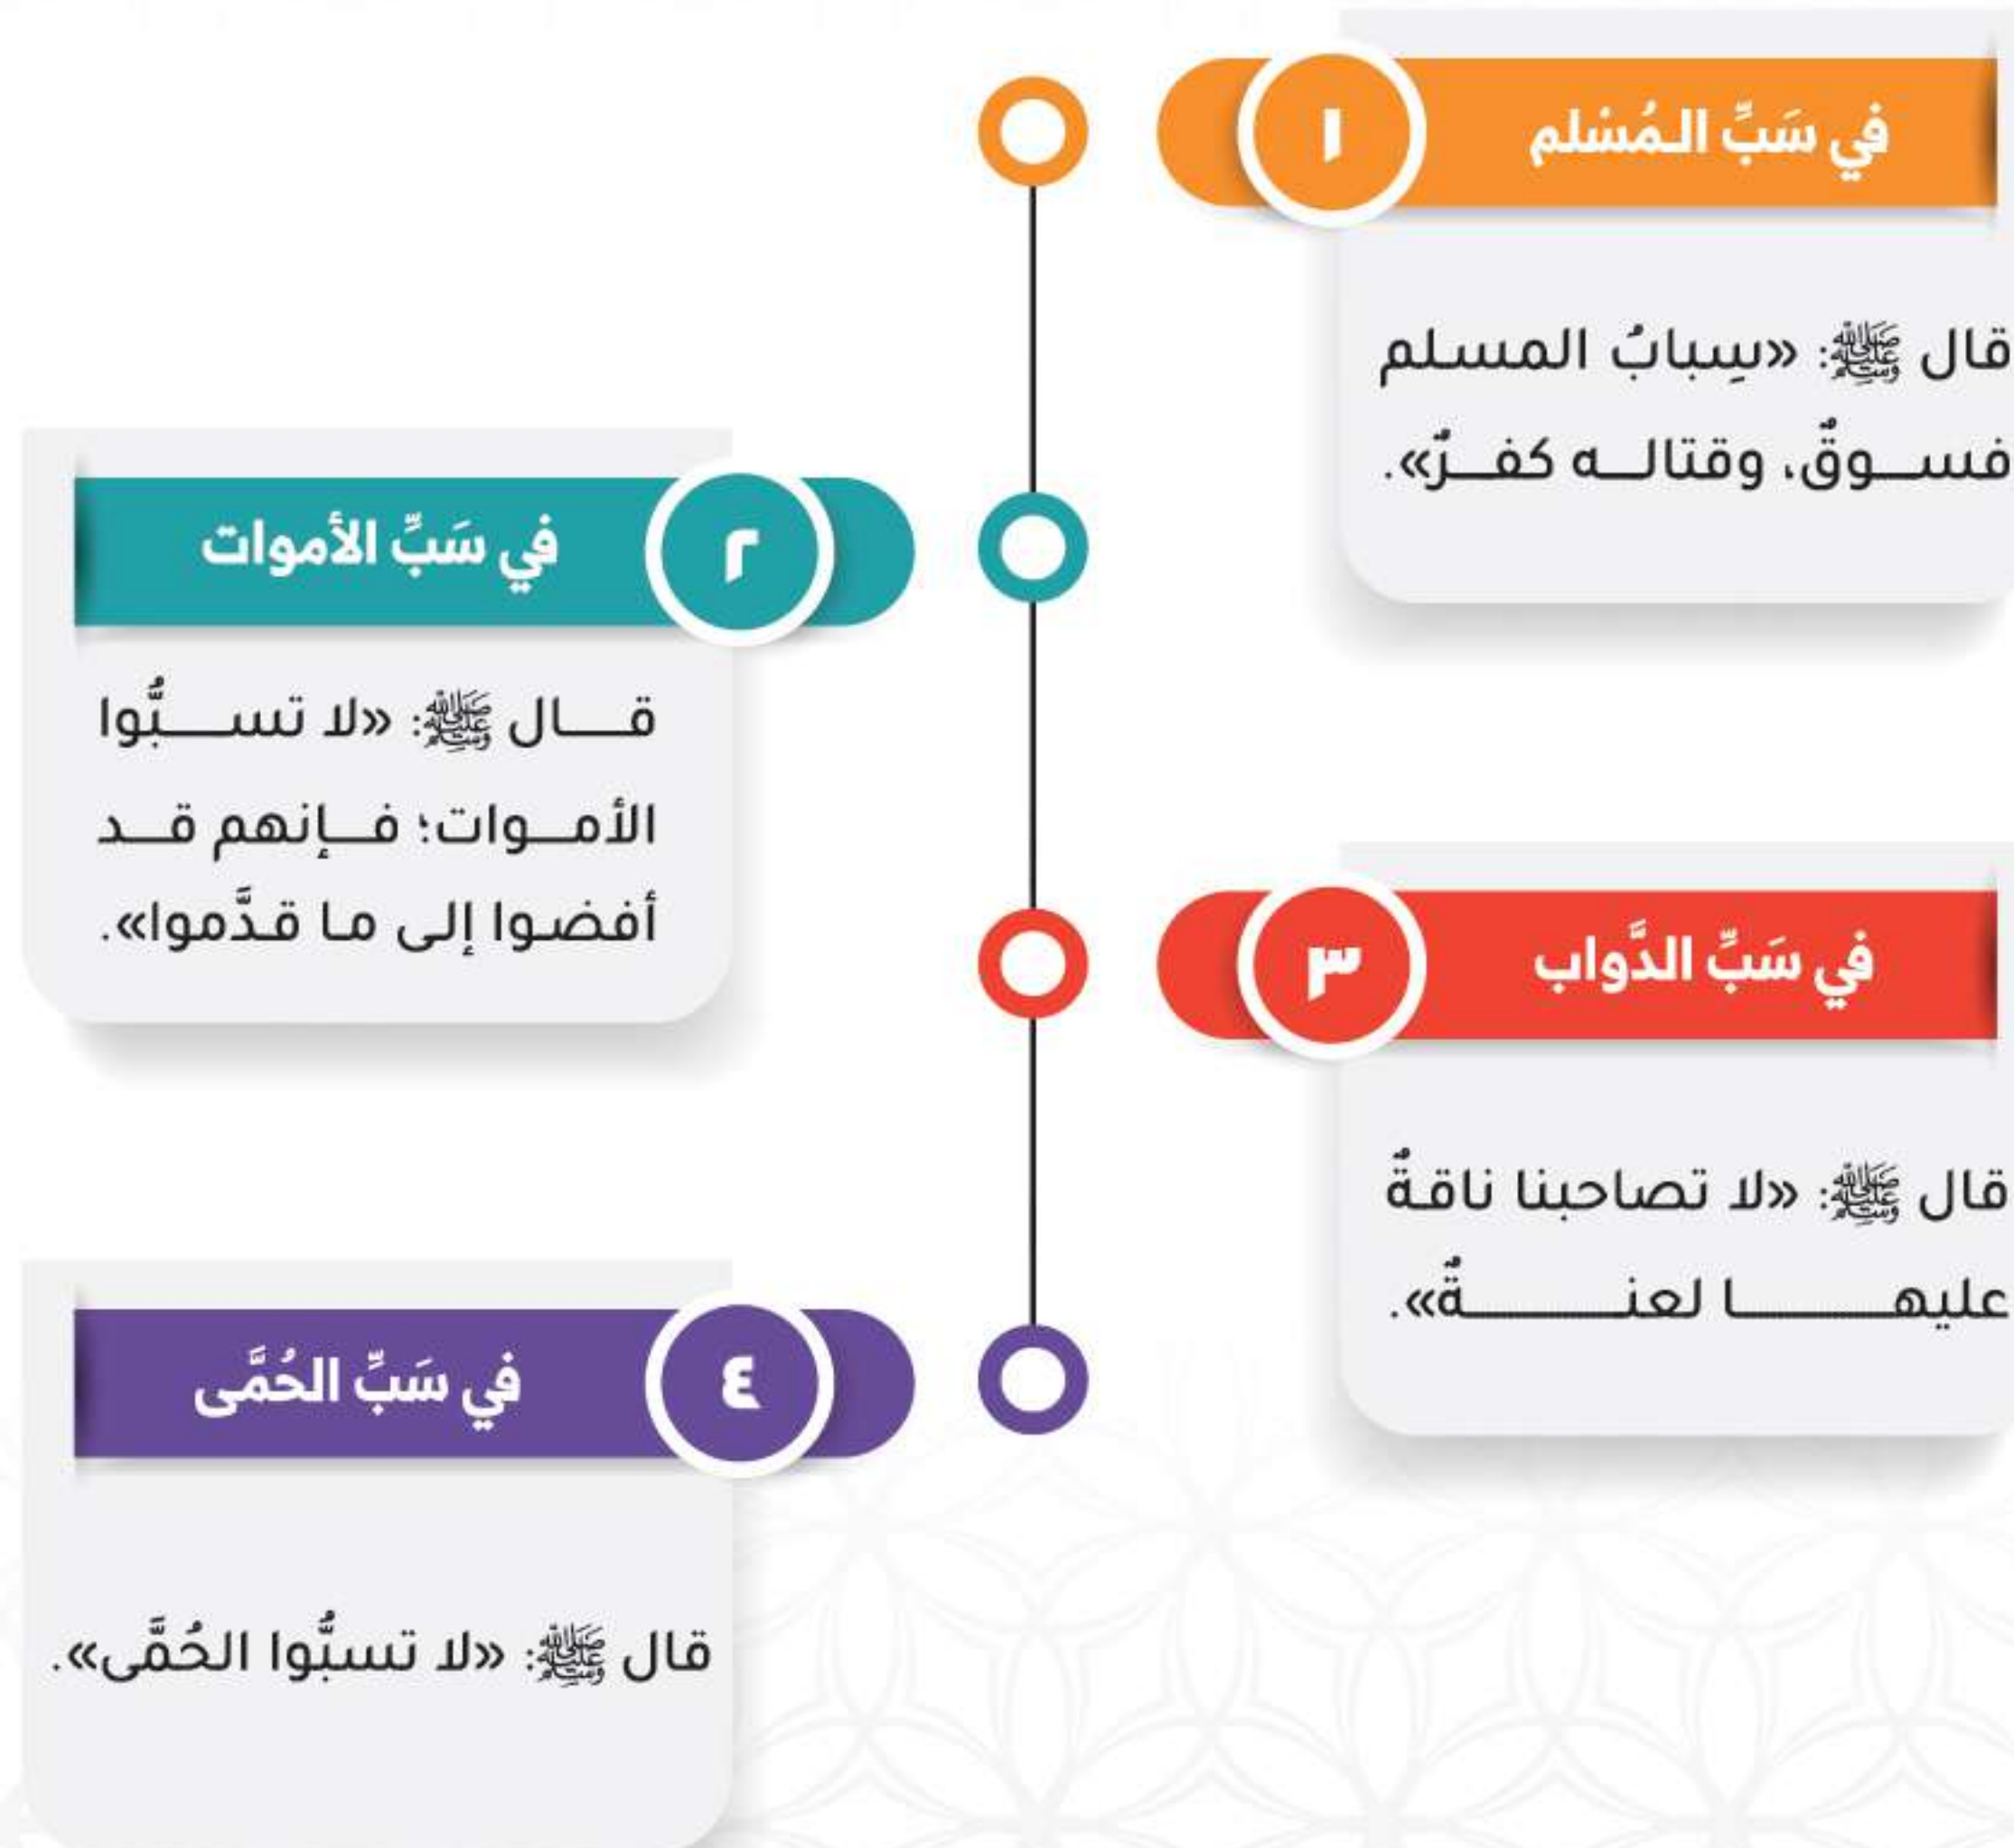 في سَبِّ الـمُسْلم
١
قال ﷺ: «سِبابُ المسلم
فسوقٌ، وقتاله كفرٌ».
في سَبِّ الأموات
٢
قال ﷺ: «لا تسبُّوا
الأموات؛ فإنهم قد
أفضوا إلى ما قدَّموا».
في سَبِّ الدَّواب
٣
قال ﷺ: «لا تصاحبنا ناقةٌ
عليها لعنةٌ».
في سَبِّ الحُمَّى
٤
قال ﷺ: «لا تسبُّوا الحُمَّى».